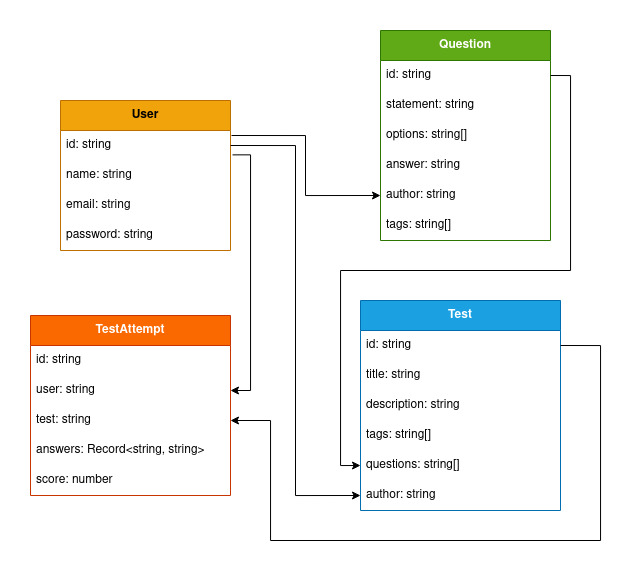 User
id: string
name: string
email: string
password: string
Question
id: string
statement: string
options: string[]
answer: string
author: string
tags: string[]
TestAttempt
id: string
user: string
test: string
answers: Record<string, string>
score: number
Test
id: string
title: string
description: string
tags: string[]
questions: string[]
author: string